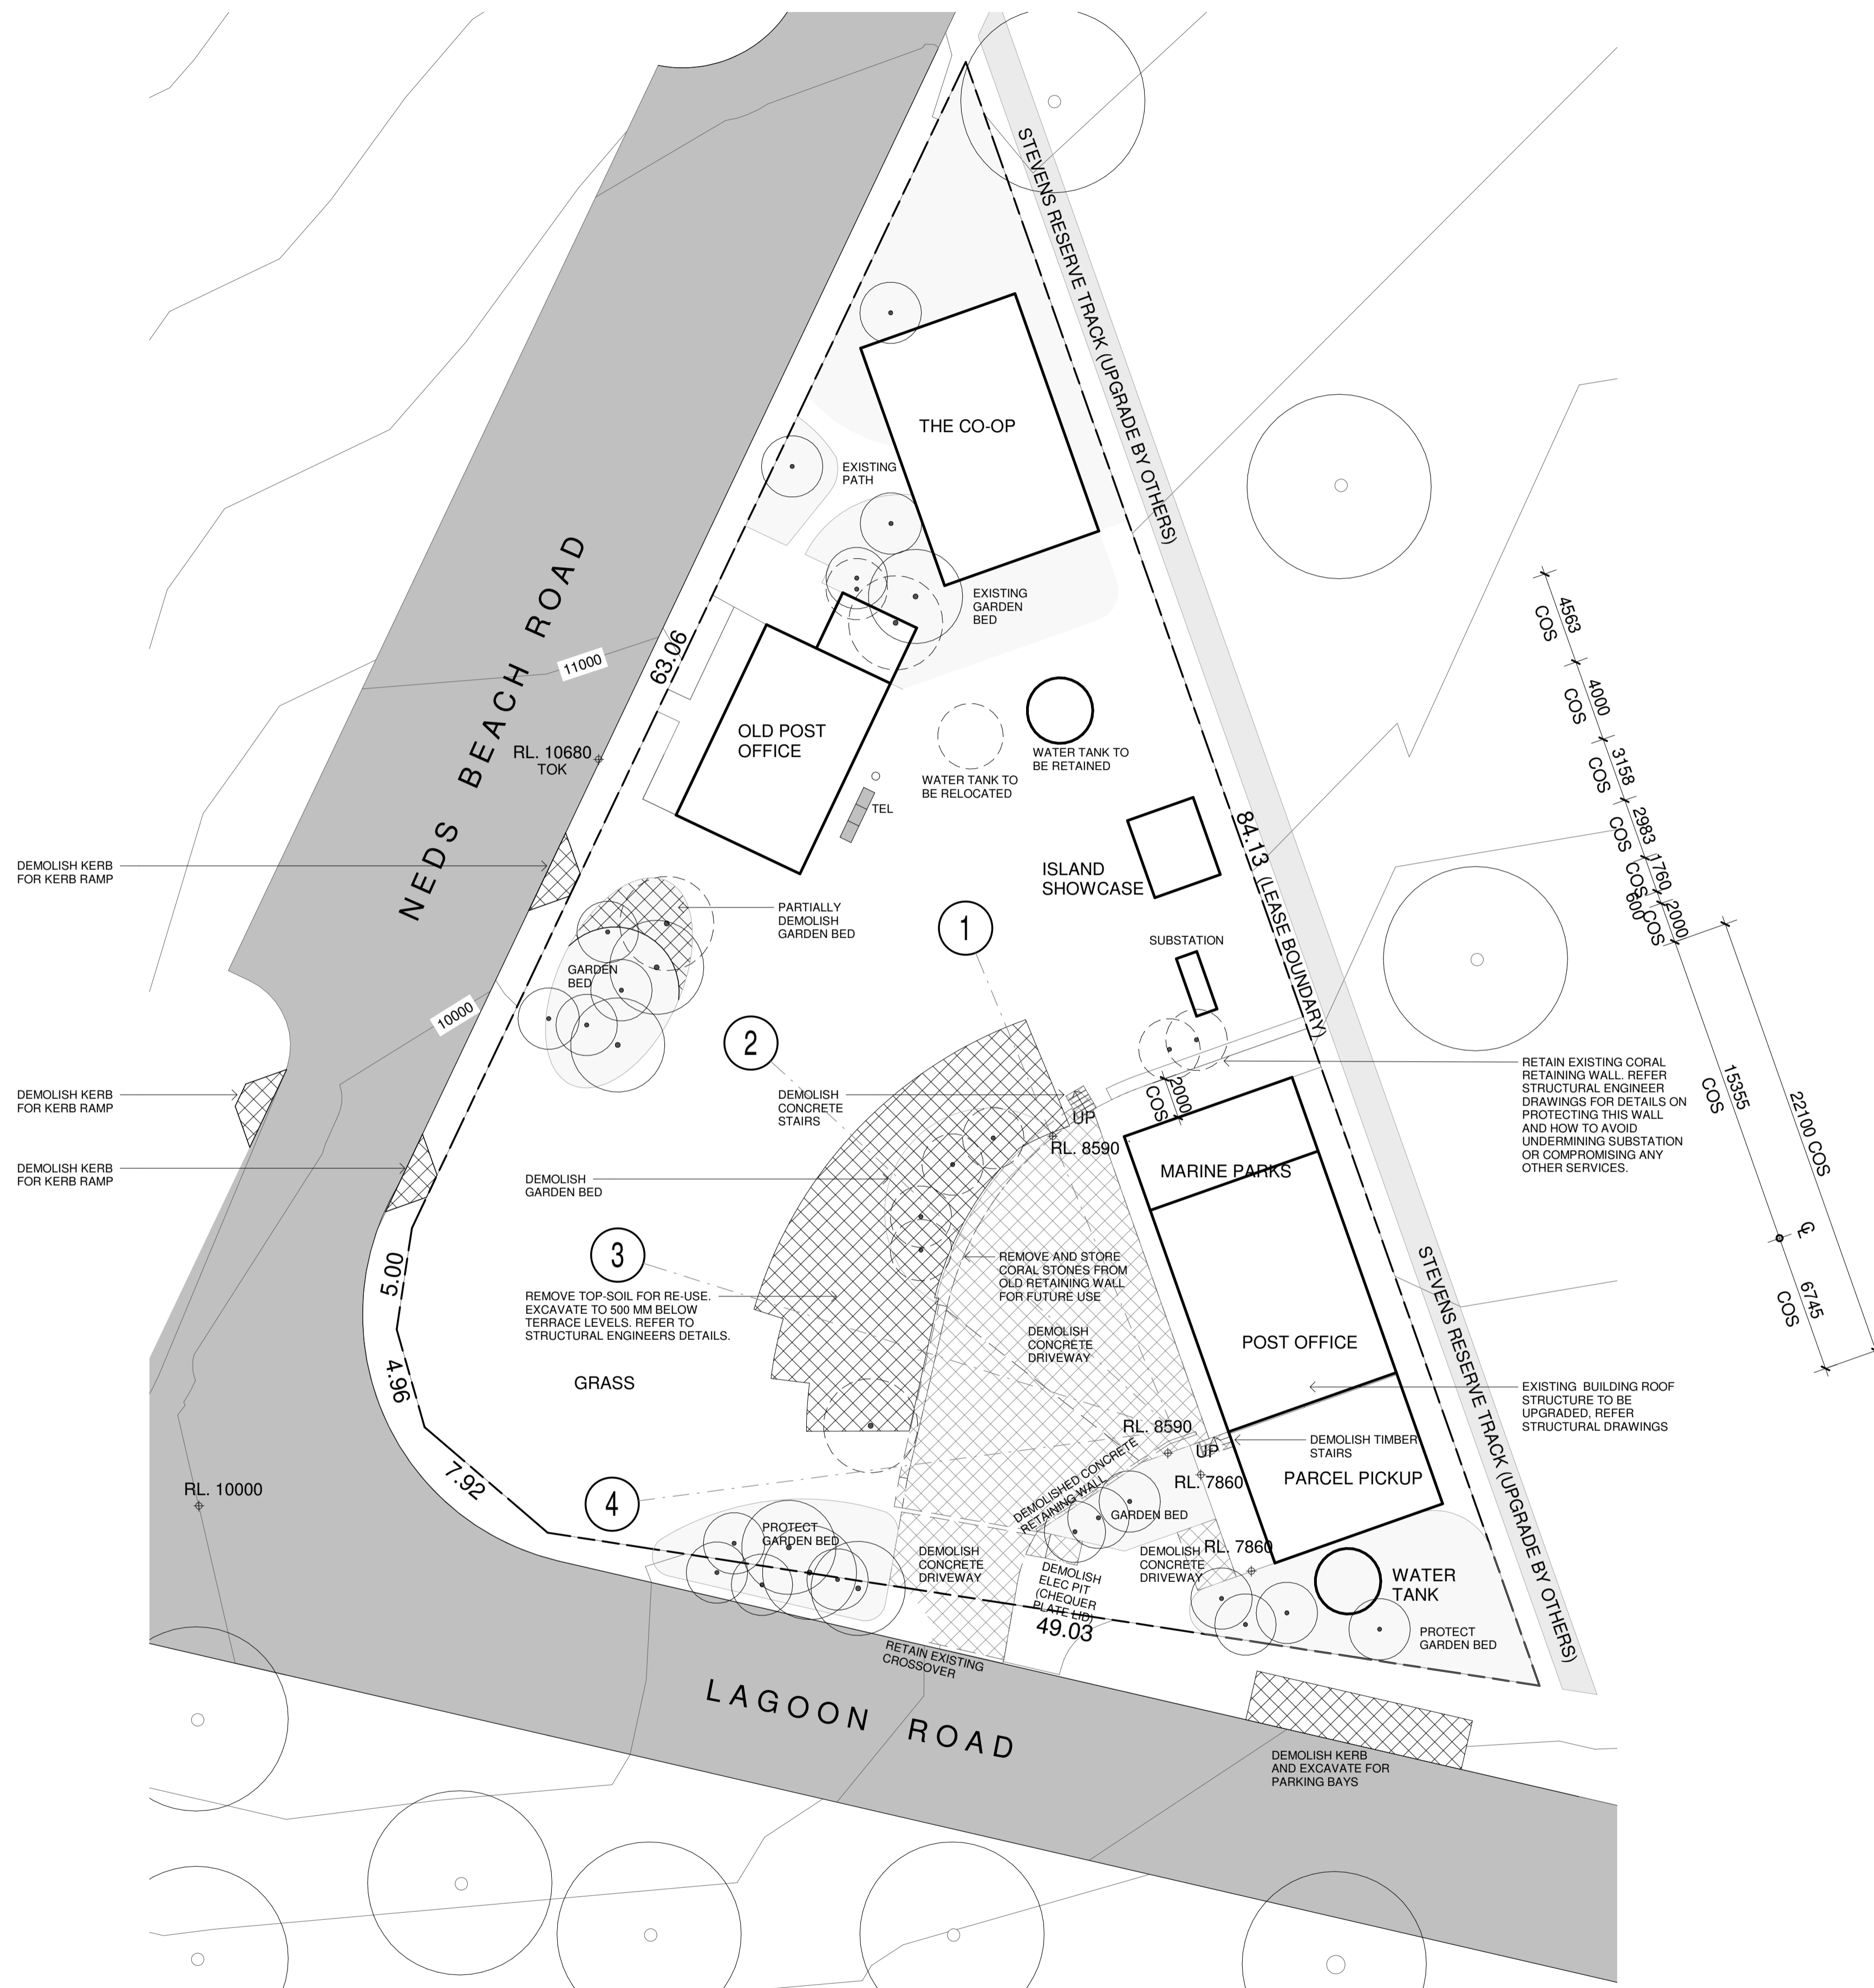 STEVENS RESERVE TRACK (UPGRADE BY OTHERS)
THE CO-OP
EXISTING
PATH
EXISTING
GARDEN
BED
NEDS BEACH ROAD
11000
63.06
RL. 10680
TOK
OLD POST
OFFICE
WATER TANK TO
BE RETAINED
WATER TANK TO
BE RELOCATED
TEL
84.13 (LEASE BOUNDARY)
ISLAND
SHOWCASE
DEMOLISH KERB
FOR KERB RAMP
PARTIALLY
DEMOLISH
GARDEN BED
1
SUBSTATION
GARDEN
BED
10000
2
4563
COS
4000
COS
3158
COS
2983
COS
1760
COS
600
2000
COS
15355
COS
22100 COS
℄
6745
COS
DEMOLISH KERB
FOR KERB RAMP
DEMOLISH
CONCRETE
STAIRS
UP
RL. 8590
2000
COS
RETAIN EXISTING CORAL
RETAINING WALL. REFER
STRUCTURAL ENGINEER
DRAWINGS FOR DETAILS ON
PROTECTING THIS WALL
AND HOW TO AVOID
UNDERMINING SUBSTATION
OR COMPROMISING ANY
OTHER SERVICES.
DEMOLISH KERB
FOR KERB RAMP
DEMOLISH
GARDEN BED
MARINE PARKS
3
5.00
REMOVE TOP-SOIL FOR RE-USE.
EXCAVATE TO 500 MM BELOW
TERRACE LEVELS. REFER TO
STRUCTURAL ENGINEERS DETAILS.
REMOVE AND STORE
CORAL STONES FROM
OLD RETAINING WALL
FOR FUTURE USE
DEMOLISH
CONCRETE
DRIVEWAY
POST OFFICE
STEVENS RESERVE TRACK (UPGRADE BY OTHERS)
4.96
GRASS
EXISTING BUILDING ROOF
STRUCTURE TO BE
UPGRADED, REFER
STRUCTURAL DRAWINGS
RL. 8590
UP
DEMOLISH TIMBER
STAIRS
RL. 7860
PARCEL PICKUP
7.92
RL. 10000
4
DEMOLISHED CONCRETE
RETAINING WALL
GARDEN BED
PROTECT
GARDEN BED
DEMOLISH
CONCRETE
DRIVEWAY
DEMOLISH
CONCRETE
DRIVEWAY
RL. 7860
DEMOLISH
ELEC PIT
(CHEQUER
PLATE LID)
49.03
WATER
TANK
PROTECT
GARDEN BED
RETAIN EXISTING
CROSSOVER
LAGOON ROAD
DEMOLISH KERB
AND EXCAVATE FOR
PARKING BAYS